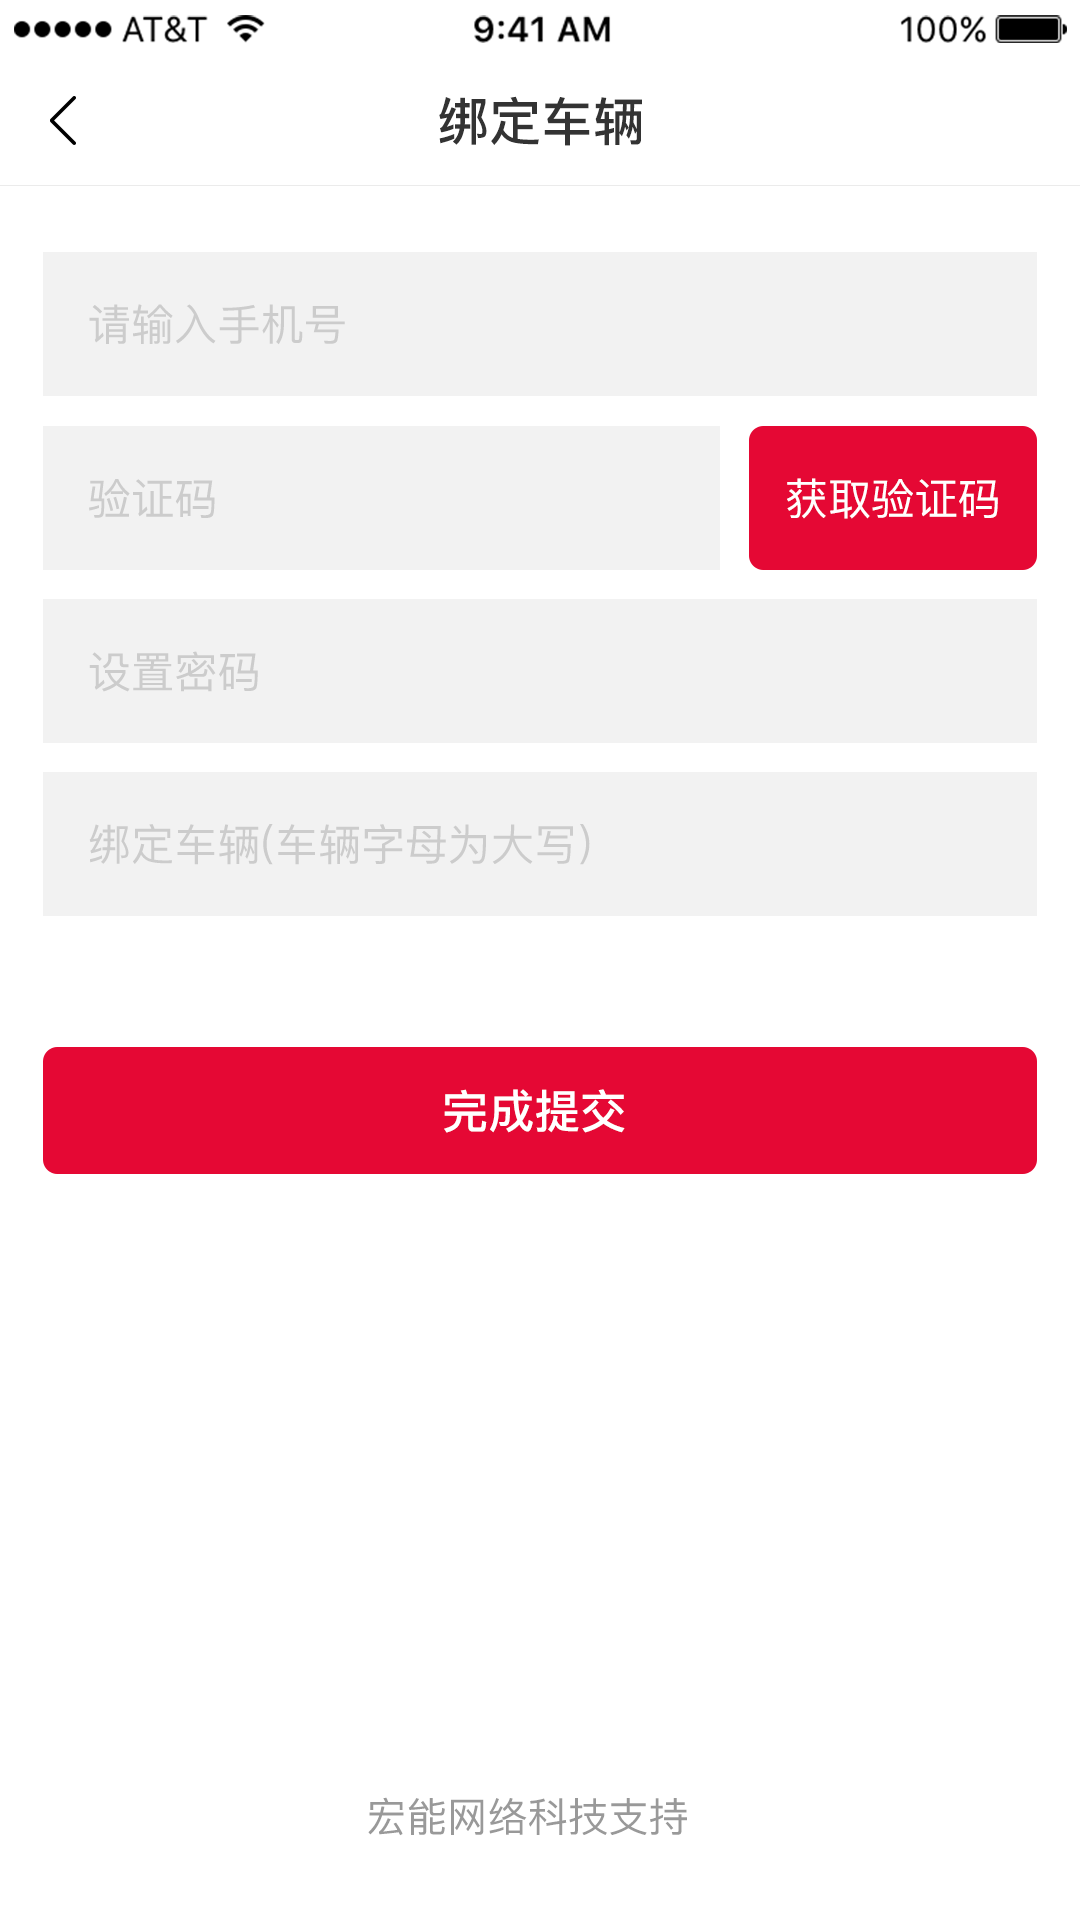 AT&T 9:41 AM 100%
绑定车辆
请输入手机号
验证码 获取验证码
设置密码
绑定车辆(车辆字母为大写)
完成提交
宏能网络科技支持